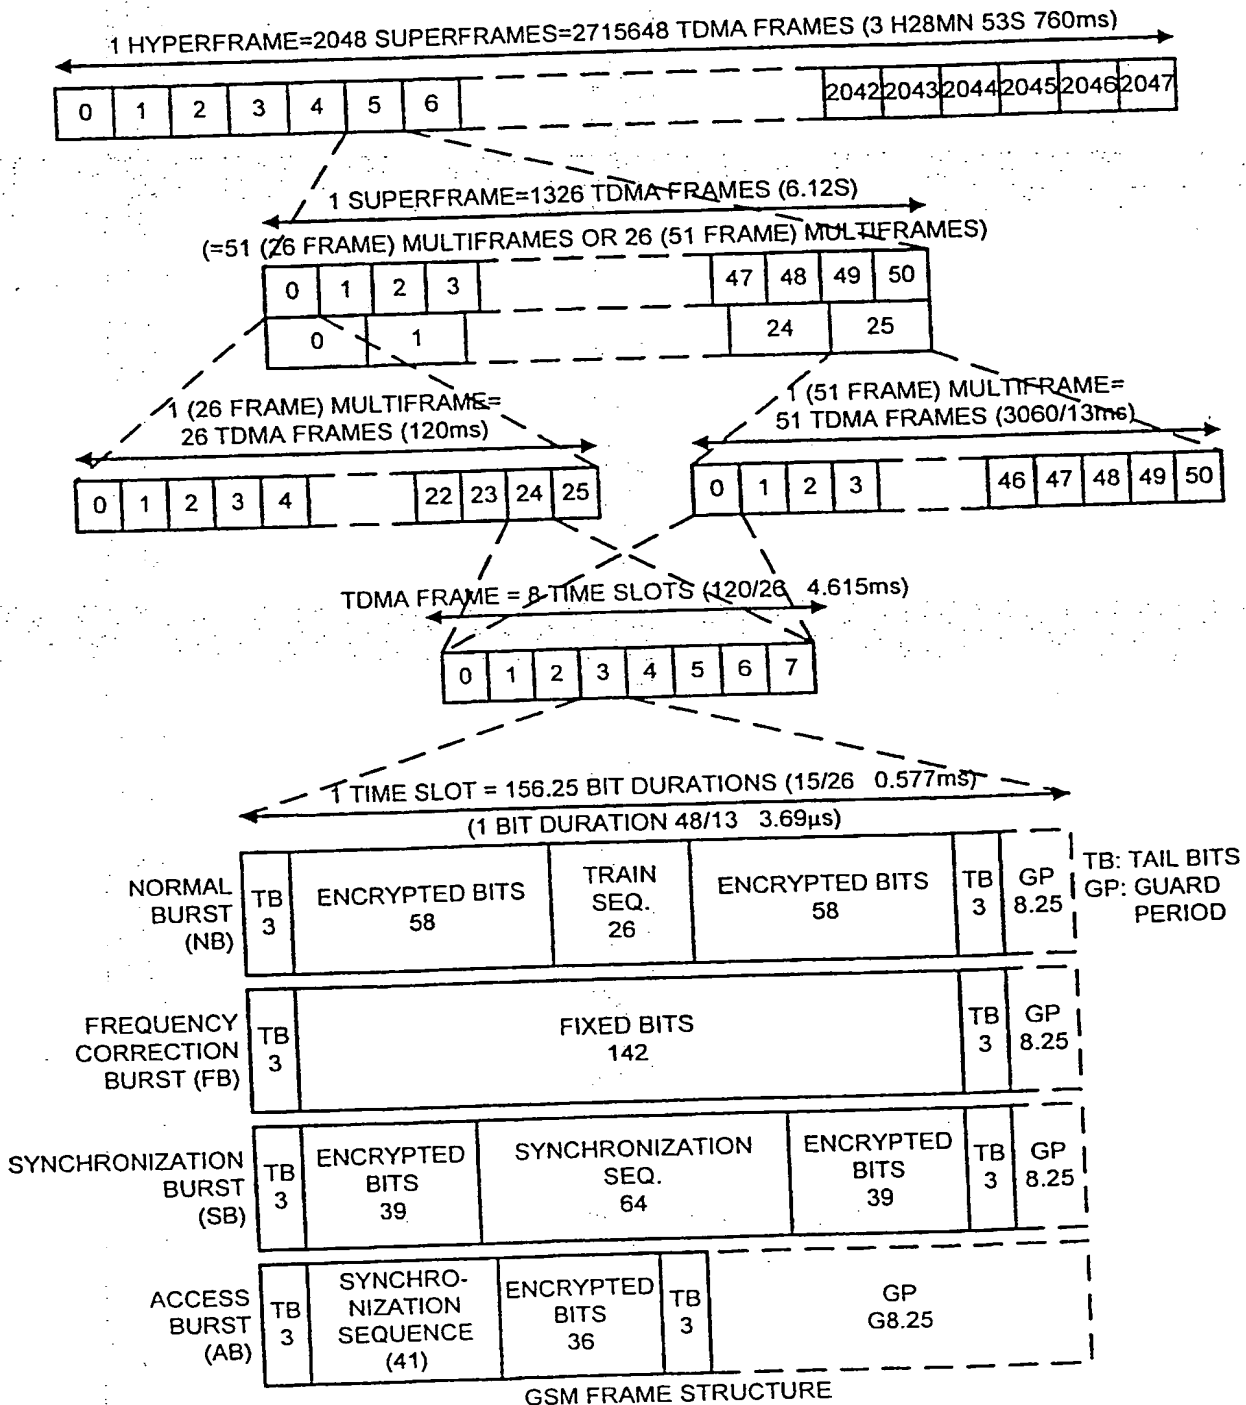 1 HYPERFRAME=2048 SUPERFRAMES=2715648 TDMA FRAMES (3 H28MN 53S 760ms)
0 1 2 3 4 5 6 2042 2043 2044 2045 2046 2047
1 SUPERFRAME=1326 TDMA FRAMES (6.12S)
(=51 (26 FRAME) MULTIFRAMES OR 26 (51 FRAME) MULTIFRAMES)
0 1 2 3 47 48 49 50
0 1 24 25
1 (26 FRAME) MULTIFRAME=
26 TDMA FRAMES (120ms)
1 (51 FRAME) MULTIFRAME=
51 TDMA FRAMES (3060/13ms)
0 1 2 3 4 22 23 24 25
0 1 2 3 46 47 48 49 50
TDMA FRAME = 8 TIME SLOTS (120/26 4.615ms)
0 1 2 3 4 5 6 7
1 TIME SLOT = 156.25 BIT DURATIONS (15/26 0.577ms)
(1 BIT DURATION 48/13 3.69µs)
NORMAL
BURST
(NB)
TB
3
ENCRYPTED BITS
58
TRAIN
SEQ.
26
ENCRYPTED BITS
58
TB
3
GP
8.25
TB: TAIL BITS
GP: GUARD
PERIOD
FREQUENCY
CORRECTION
BURST (FB)
TB
3
FIXED BITS
142
TB
3
GP
8.25
SYNCHRONIZATION
BURST
(SB)
TB
3
ENCRYPTED
BITS
39
SYNCHRONIZATION
SEQ.
64
ENCRYPTED
BITS
39
TB
3
GP
8.25
ACCESS
BURST
(AB)
TB
3
SYNCHRO-
NIZATION
SEQUENCE
(41)
ENCRYPTED
BITS
36
TB
3
GP
G8.25
GSM FRAME STRUCTURE